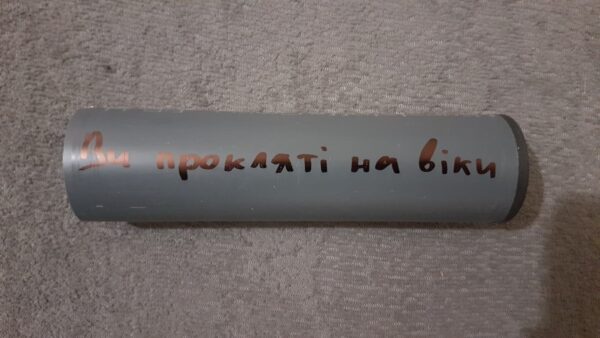 Ви прокляті на віки